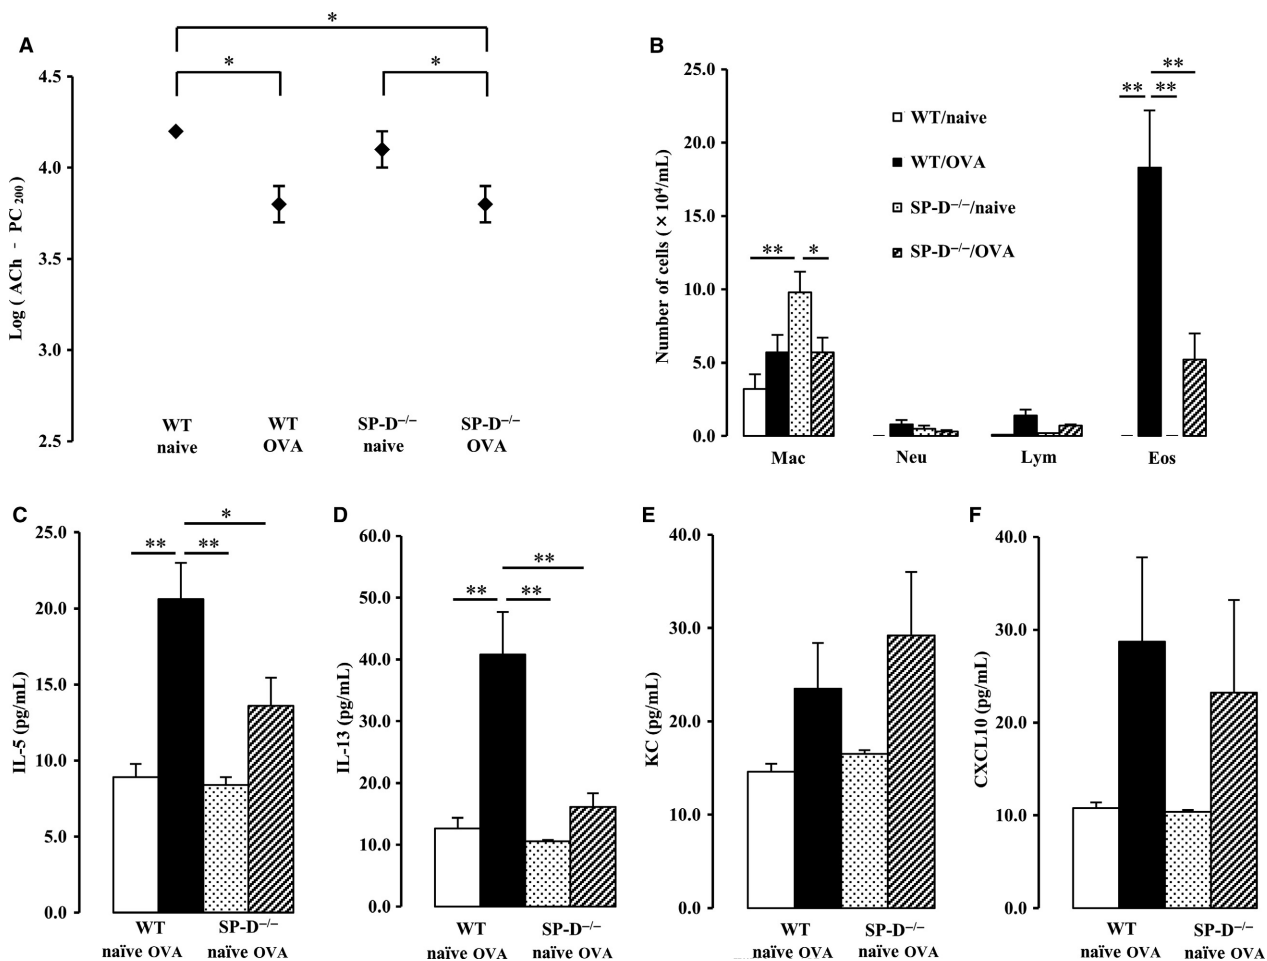 A
*
*
*
4.5
4.0
3.5
3.0
2.5
Log ( ACh - PC 200 )
WT
naive
WT
OVA
SP-D−/−
naive
SP-D−/−
OVA
B
25.0
20.0
15.0
10.0
5.0
0.0
Number of cells (×10⁴/mL)
WT/naive
WT/OVA
SP-D−/−/naive
SP-D−/−/OVA
** *
**
** **
Mac Neu Lym Eos
C
25.0
20.0
15.0
10.0
5.0
0.0
IL-5 (pg/mL)
*
** **
WT SP-D−/−
naïve OVA naïve OVA
D
60.0
50.0
40.0
30.0
20.0
10.0
0.0
IL-13 (pg/mL)
**
** **
WT SP-D−/−
naïve OVA naïve OVA
E
40.0
30.0
20.0
10.0
0.0
KC (pg/mL)
WT SP-D−/−
naïve OVA naïve OVA
F
40.0
30.0
20.0
10.0
0.0
CXCL10 (pg/mL)
WT SP-D−/−
naïve OVA naïve OVA